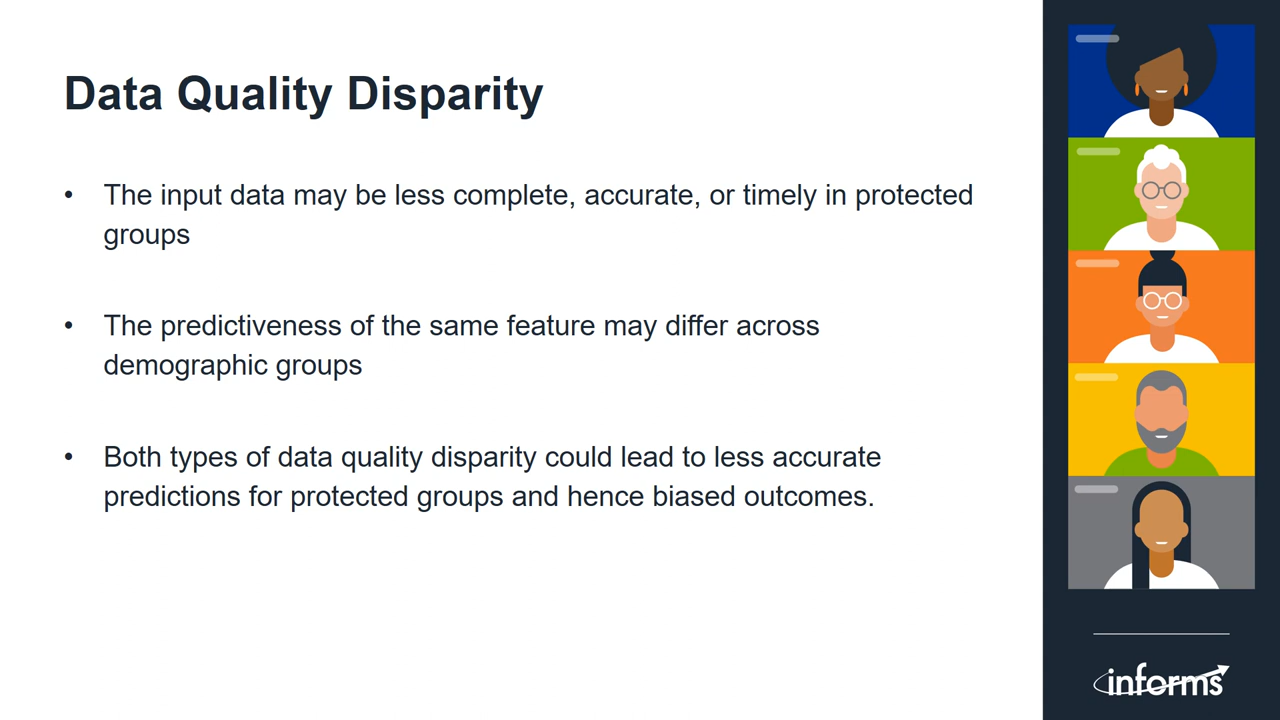 Data Quality Disparity
• The input data may be less complete, accurate, or timely in protected
groups
• The predictiveness of the same feature may differ across
demographic groups
• Both types of data quality disparity could lead to less accurate
predictions for protected groups and hence biased outcomes.
informs